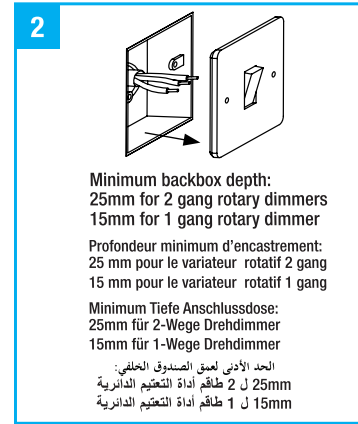 2
Minimum backbox depth:
25mm for 2 gang rotary dimmers
15mm for 1 gang rotary dimmer
Profondeur minimum d’encastrement:
25 mm pour le variateur rotatif 2 gang
15 mm pour le variateur rotatif 1 gang
Minimum Tiefe Anschlussdose:
25mm für 2-Wege Drehdimmer
15mm für 1-Wege Drehdimmer
الحد الأدنى لعمق الصندوق الخلفي:
25mm ل 2 طاقم أداة التعتيم الدائرية
15mm ل 1 طاقم أداة التعتيم الدائرية